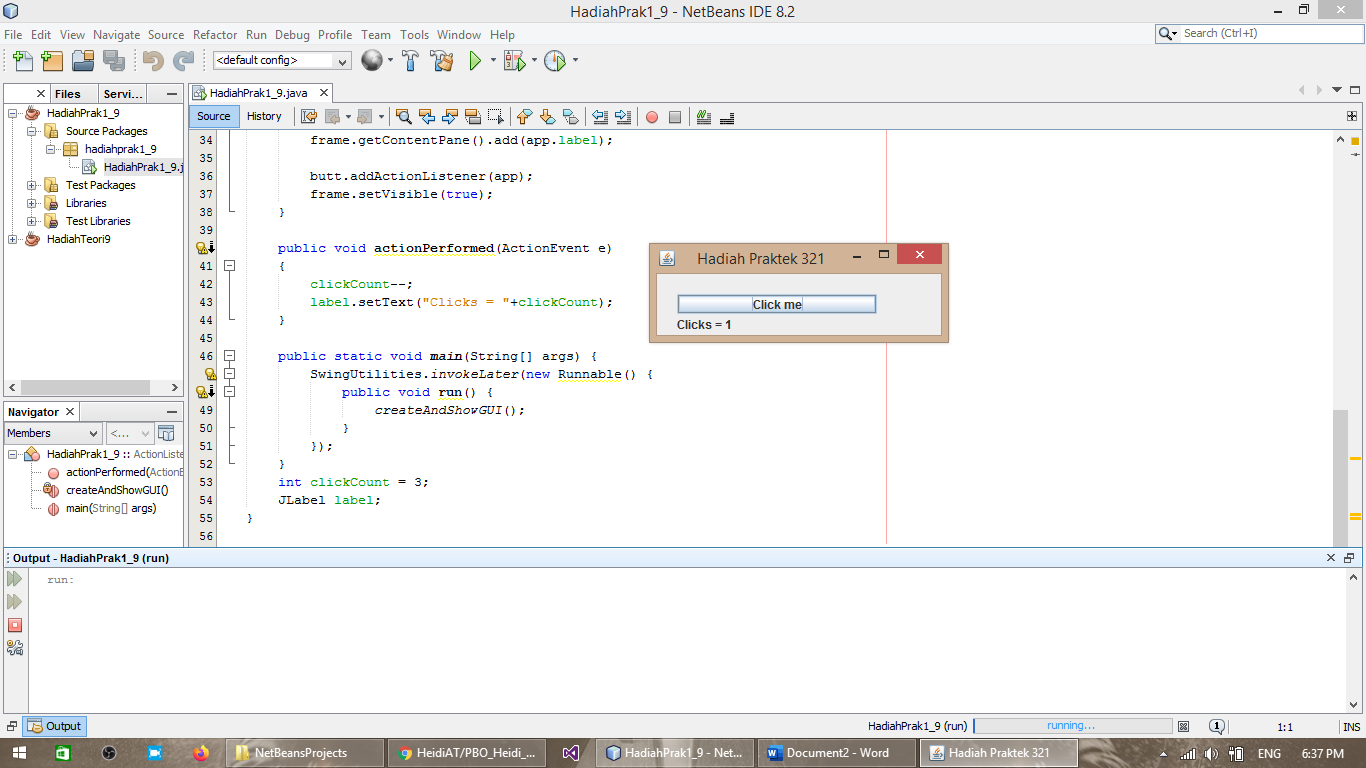 HadiahPrak1_9 - NetBeans IDE 8.2
File Edit View Navigate Source Refactor Run Debug Profile Team Tools Window Help
Search (Ctrl+I)
<default config>
Files Servi...
HadiahPrak1_9.java
HadiahPrak1_9
Source Packages
hadiahprak1_9
HadiahPrak1_9.j
Test Packages
Libraries
Test Libraries
HadiahTeori9
Source History
34 frame.getContentPane().add(app.label);
35
36 butt.addActionListener(app);
37 frame.setVisible(true);
38 }
39
public void actionPerformed(ActionEvent e)
41 {
42 clickCount--;
43 label.setText("Clicks = "+clickCount);
44 }
45
46 public static void main(String[] args) {
SwingUtilities.invokeLater(new Runnable() {
public void run() {
49 createAndShowGUI();
50 }
51 });
52 }
53 int clickCount = 3;
54 JLabel label;
55 }
56
Hadiah Praktek 321
Click me
Clicks = 1
Navigator
Members
<...
HadiahPrak1_9 :: ActionListe
actionPerformed(ActionE
createAndShowGUI()
main(String[] args)
Output - HadiahPrak1_9 (run)
run:
Output
HadiahPrak1_9 (run)
running...
1
1:1
INS
NetBeansProjects
HeidiAT/PBO_Heidi_...
HadiahPrak1_9 - Net...
Document2 - Word
Hadiah Praktek 321
ENG
6:37 PM